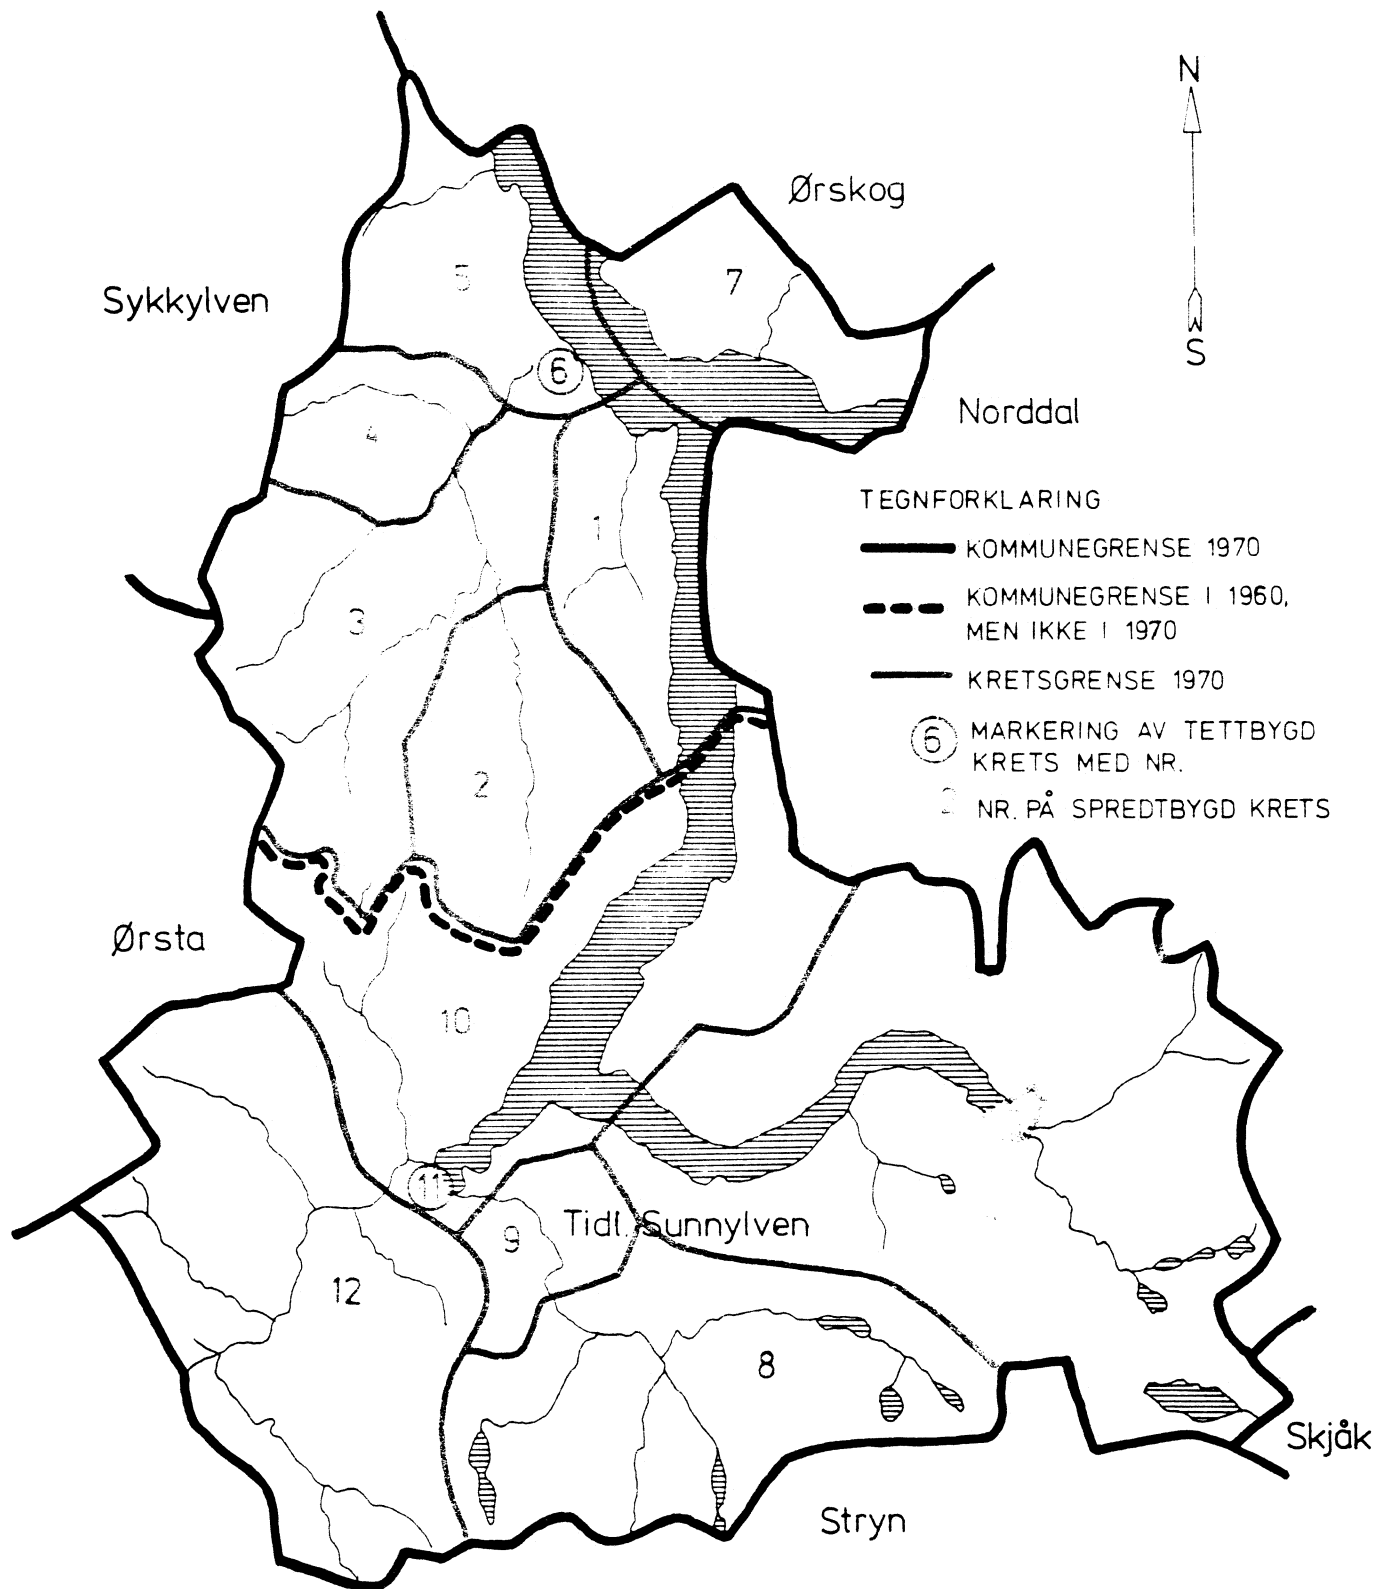 N
S
Ørskog
Sykkylven
5
7
6
Norddal
4
1
3
2
TEGNFORKLARING
KOMMUNEGRENSE 1970
KOMMUNEGRENSE I 1960,
MEN IKKE I 1970
KRETSGRENSE 1970
6 MARKERING AV TETTBYGD
KRETS MED NR.
2 NR. PÅ SPREDTBYGD KRETS
Ørsta
10
11
9
Tidl. Sunnylven
12
8
Skjåk
Stryn